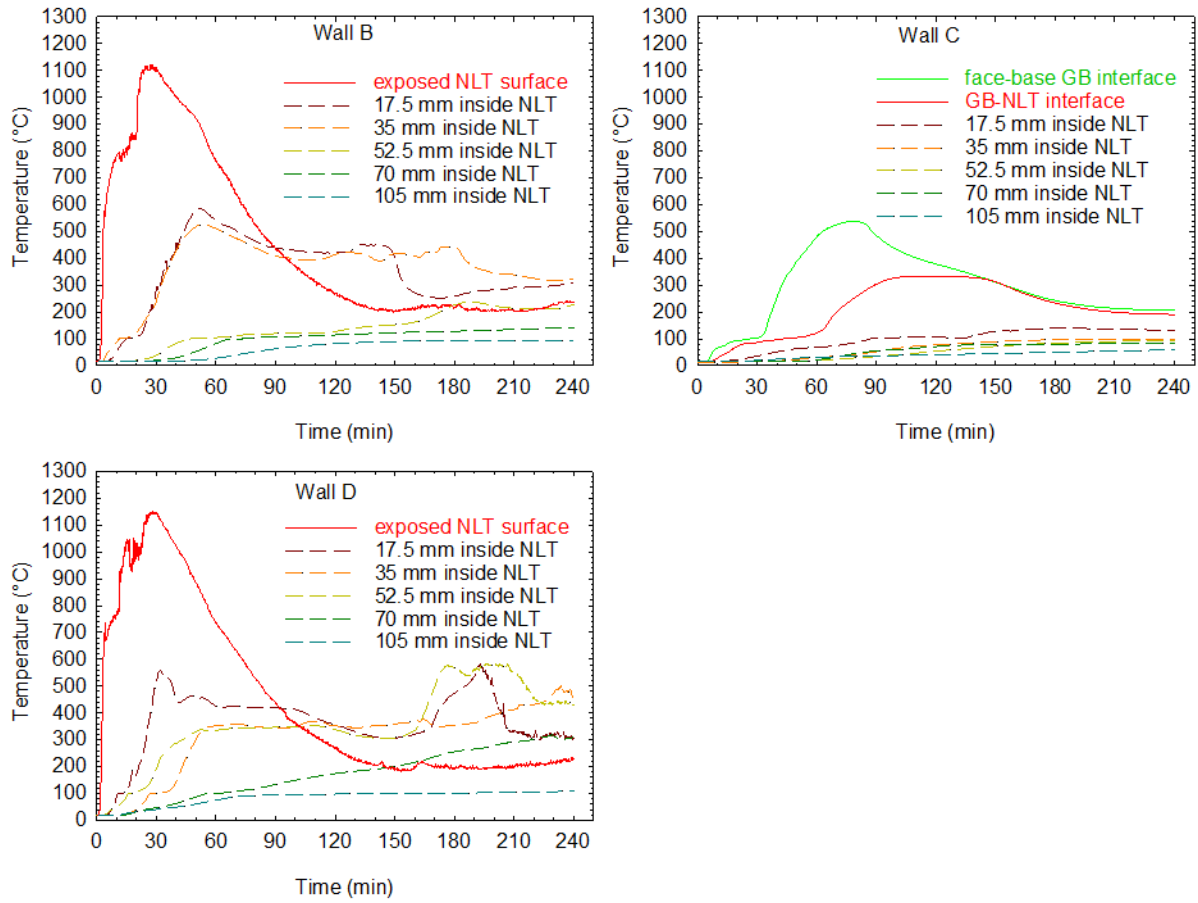 Wall B
1300
1200
1100
1000
900
800
700
600
500
400
300
200
100
0
Temperature (°C)
exposed NLT surface
17.5 mm inside NLT
35 mm inside NLT
52.5 mm inside NLT
70 mm inside NLT
105 mm inside NLT
0 30 60 90 120 150 180 210 240
Time (min)
Wall C
1300
1200
1100
1000
900
800
700
600
500
400
300
200
100
0
Temperature (°C)
face-base GB interface
GB-NLT interface
17.5 mm inside NLT
35 mm inside NLT
52.5 mm inside NLT
70 mm inside NLT
105 mm inside NLT
0 30 60 90 120 150 180 210 240
Time (min)
Wall D
1300
1200
1100
1000
900
800
700
600
500
400
300
200
100
0
Temperature (°C)
exposed NLT surface
17.5 mm inside NLT
35 mm inside NLT
52.5 mm inside NLT
70 mm inside NLT
105 mm inside NLT
0 30 60 90 120 150 180 210 240
Time (min)